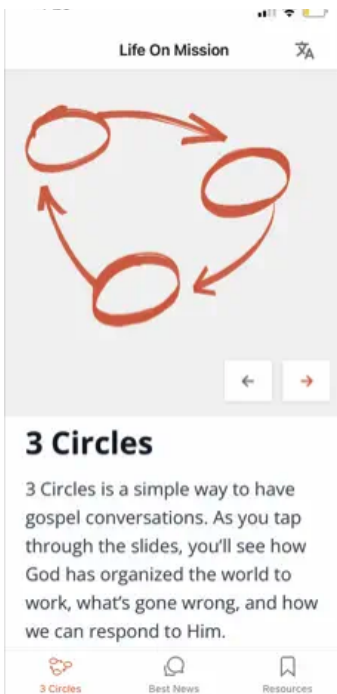 Life On Mission
3 Circles
3 Circles is a simple way to have
gospel conversations. As you tap
through the slides, you'll see how
God has organized the world to
work, what's gone wrong, and how
we can respond to Him.
3 Circles
Best News
Resources